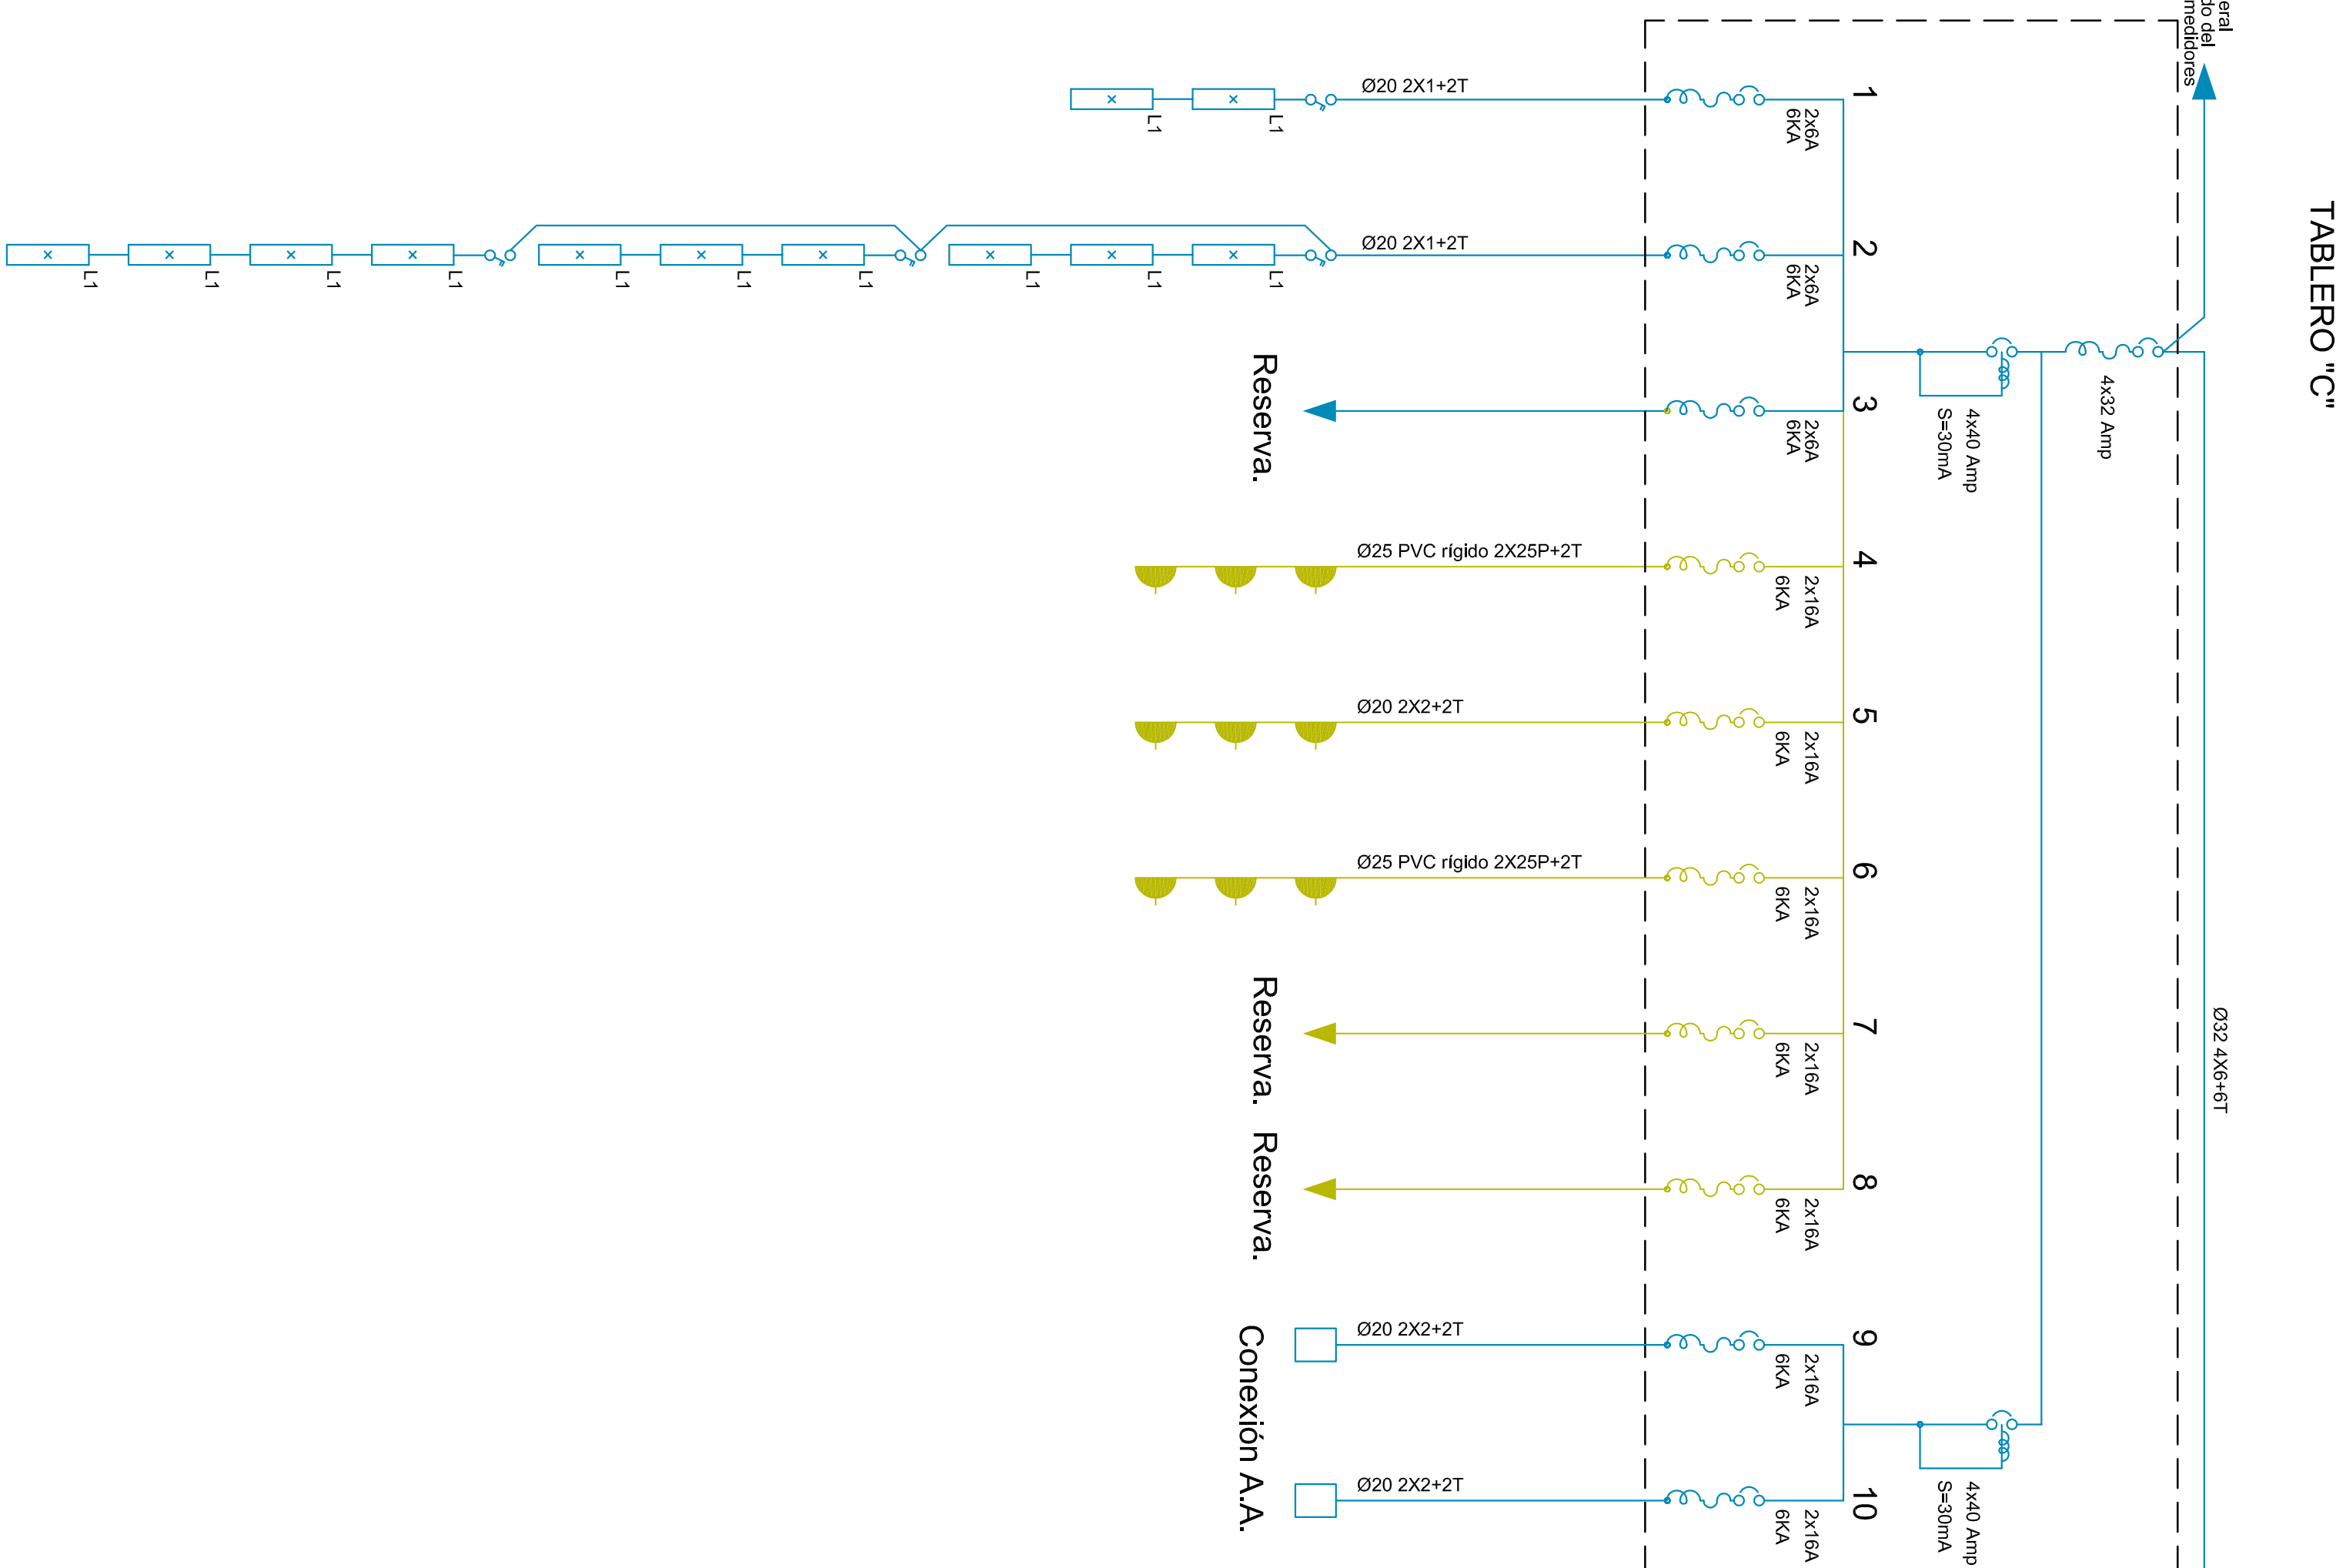 TABLERO "C"
eral
do del
medidores
Ø32 4X6+6T
4x32 Amp
4x40 Amp
S=30mA
4x40 Amp
S=30mA
1
2x6A
6KA
Ø20 2X1+2T
L1
L1
2
2x6A
6KA
Ø20 2X1+2T
L1
L1
L1
L1
L1
L1
L1
L1
L1
L1
3
2x6A
6KA
Reserva.
4
2x16A
6KA
Ø25 PVC rígido 2X25P+2T
5
2x16A
6KA
Ø20 2X2+2T
6
2x16A
6KA
Ø25 PVC rígido 2X25P+2T
7
2x16A
6KA
Reserva.
8
2x16A
6KA
Reserva.
9
2x16A
6KA
Ø20 2X2+2T
10
2x16A
6KA
Ø20 2X2+2T
Conexión A.A.